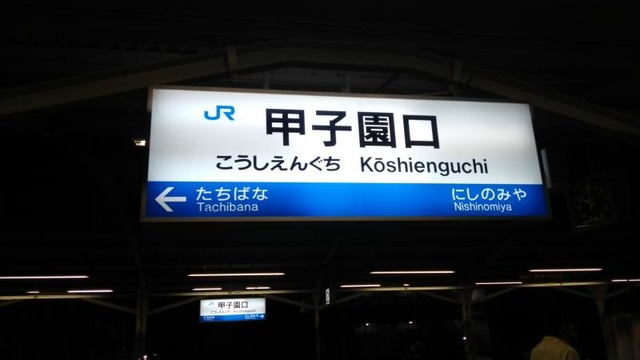 JR 甲子園口
こうしえんぐち Kōshienguchi
← たちばな にしのみや
Tachibana Nishinomiya
甲子園口